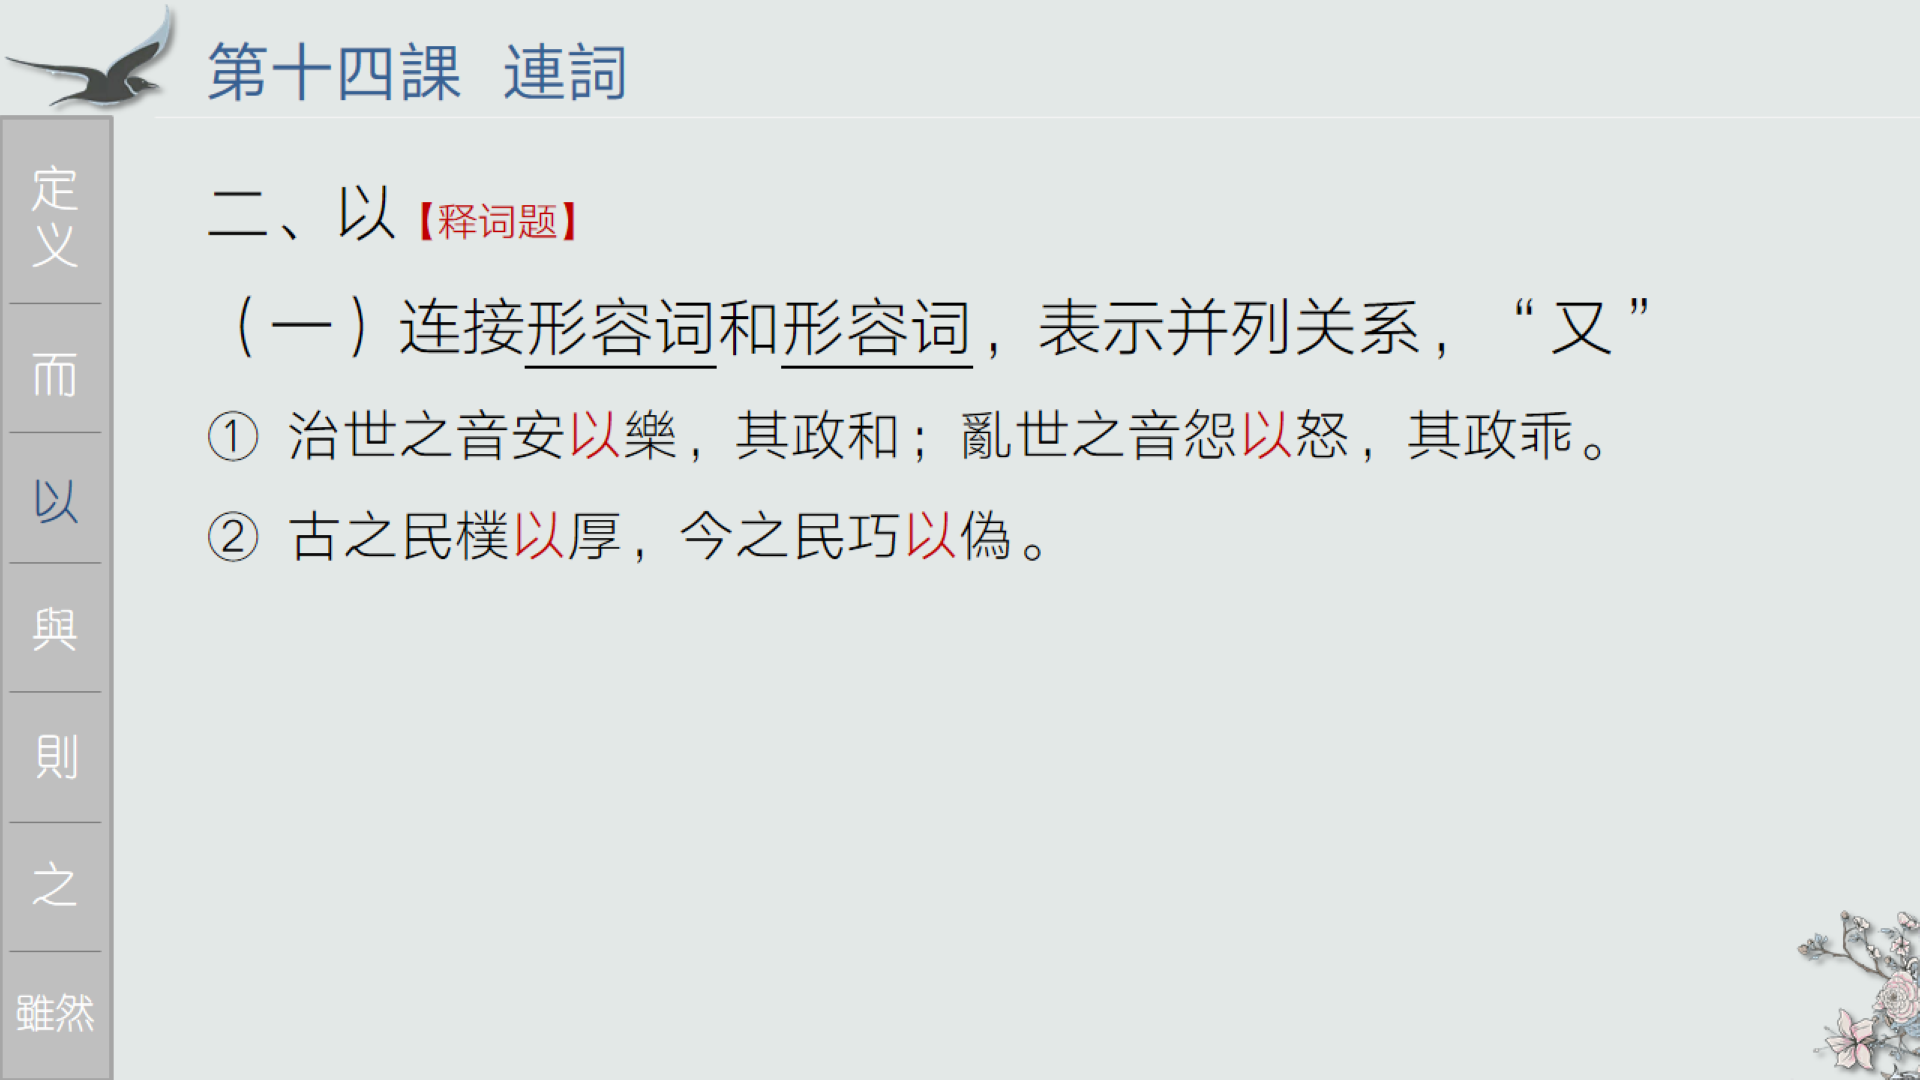 第十四課 連詞
定
义
而
以
與
則
之
雖然
二、以【释词题】
（一）连接形容词和形容词，表示并列关系，“又”
① 治世之音安以樂，其政和；亂世之音怨以怒，其政乖。
② 古之民樸以厚，今之民巧以偽。